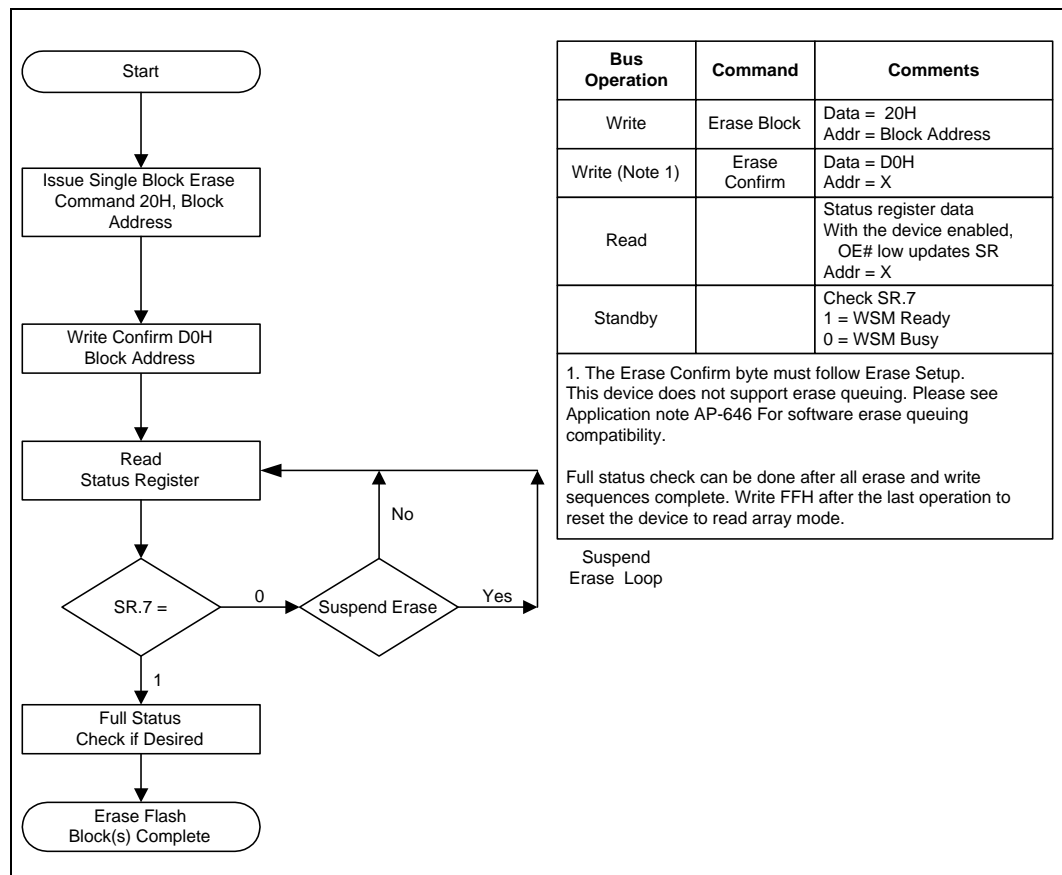 Start
Issue Single Block Erase
Command 20H, Block
Address
Write Confirm D0H
Block Address
Read
Status Register
No
SR.7 =
0
Suspend Erase
Yes
1
Full Status
Check if Desired
Erase Flash
Block(s) Complete
Bus
Operation
Command
Comments
Write
Erase Block
Data =  20H
Addr = Block Address
Write (Note 1)
Erase
Confirm
Data = D0H
Addr = X
Read
Status register data
With the device enabled,
OE# low updates SR
Addr = X
Standby
Check SR.7
1 = WSM Ready
0 = WSM Busy
1. The Erase Confirm byte must follow Erase Setup.
This device does not support erase queuing. Please see
Application note AP-646 For software erase queuing
compatibility.
Full status check can be done after all erase and write
sequences complete. Write FFH after the last operation to
reset the device to read array mode.
Suspend
Erase  Loop